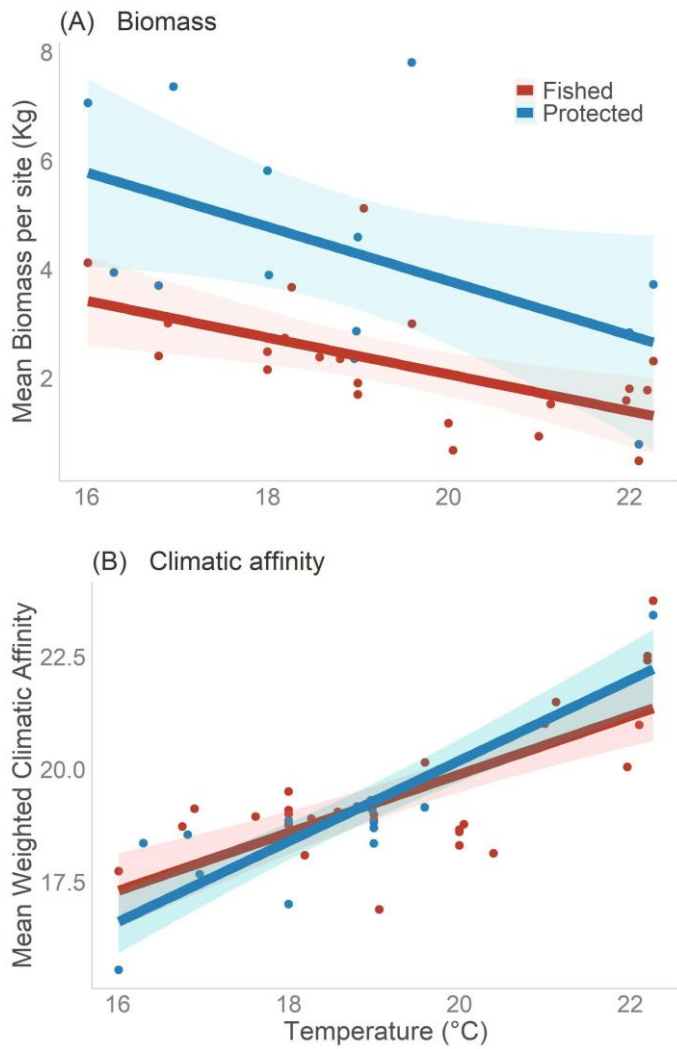 (A) Biomass
8
6
4
2
Mean Biomass per site (Kg)
Fished
Protected
16 18 20 22
(B) Climatic affinity
22.5
20.0
17.5
Mean Weighted Climatic Affinity
16 18 20 22
Temperature (°C)